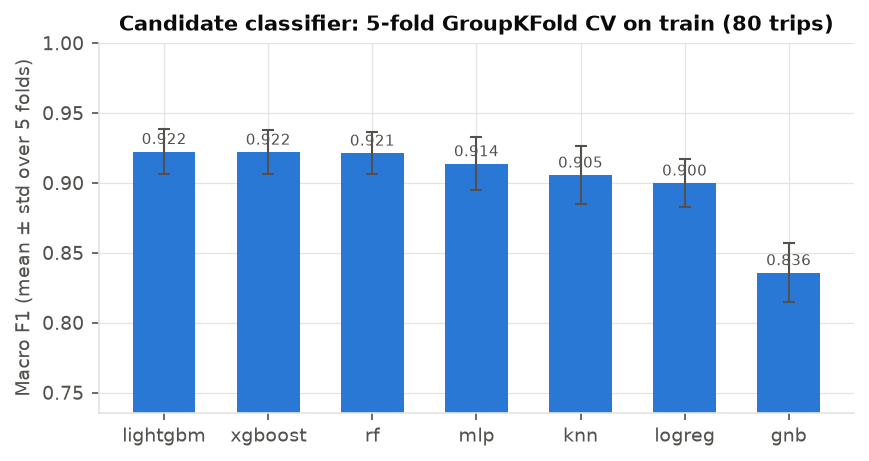 Candidate classifier: 5-fold GroupKFold CV on train (80 trips)
Macro F1 (mean ± std over 5 folds)
1.00
0.95
0.90
0.85
0.80
0.75
0.922
0.922
0.921
0.914
0.905
0.900
0.836
lightgbm
xgboost
rf
mlp
knn
logreg
gnb